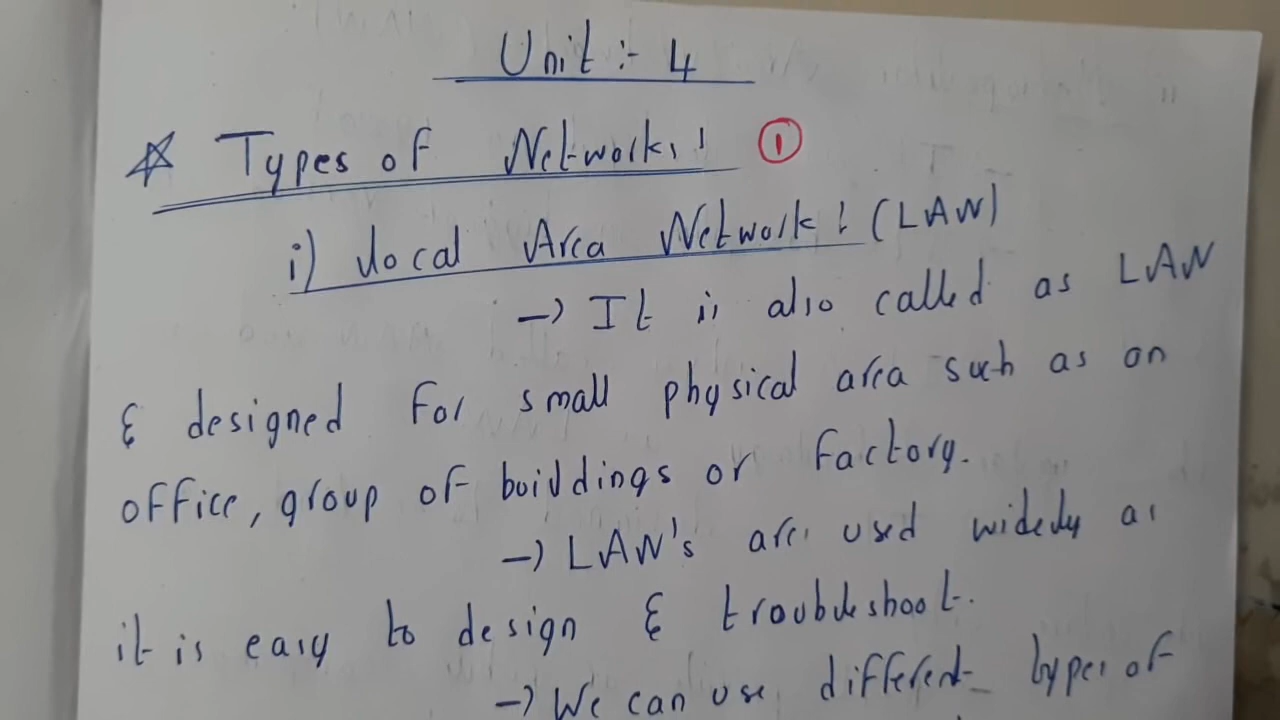 Unit :- 4
☆ Types of Networks: ①
i) Local Area Network: (LAN)
→ It is also called as LAN
& designed for small physical area such as an
office, group of buildings or factory.
→ LAN's are used widely as
it is easy to design & troubleshoot.
→ We can use different types of